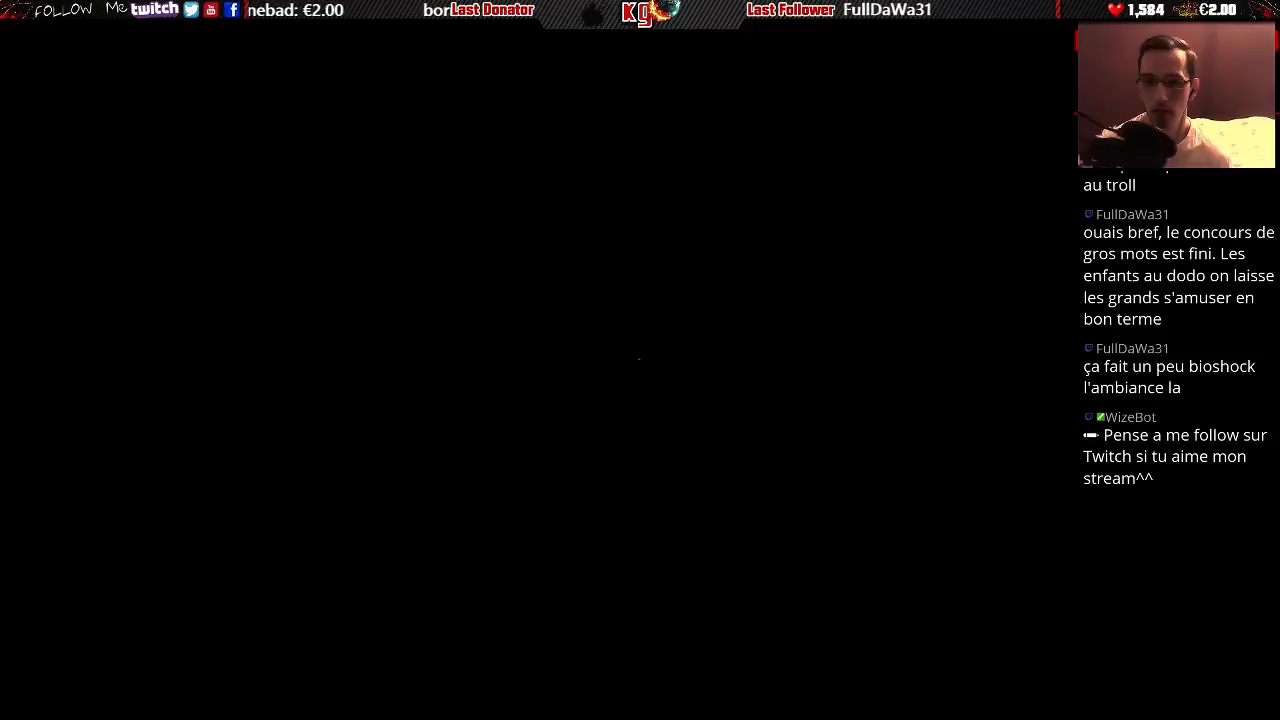 FOLLOW Me twitch nebad: €2.00 bor Last Donator Kg Last Follower FullDaWa31 1,584 €2.00
au troll
FullDaWa31
ouais bref, le concours de
gros mots est fini. Les
enfants au dodo on laisse
les grands s'amuser en
bon terme
FullDaWa31
ça fait un peu bioshock
l'ambiance la
WizeBot
Pense a me follow sur
Twitch si tu aime mon
stream^^